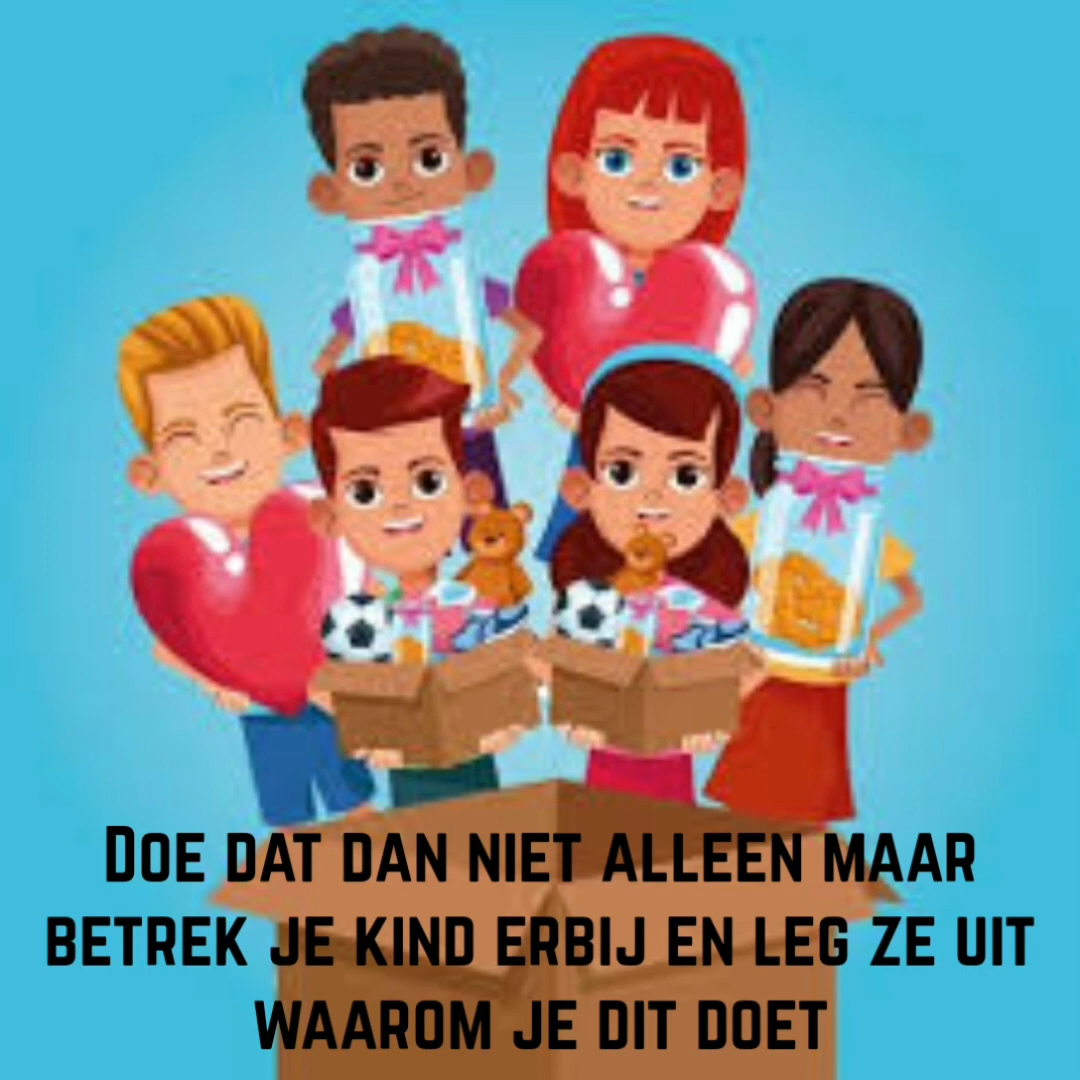 Doe dat dan niet alleen maar
betrek je kind erbij en leg ze uit
waarom je dit doet